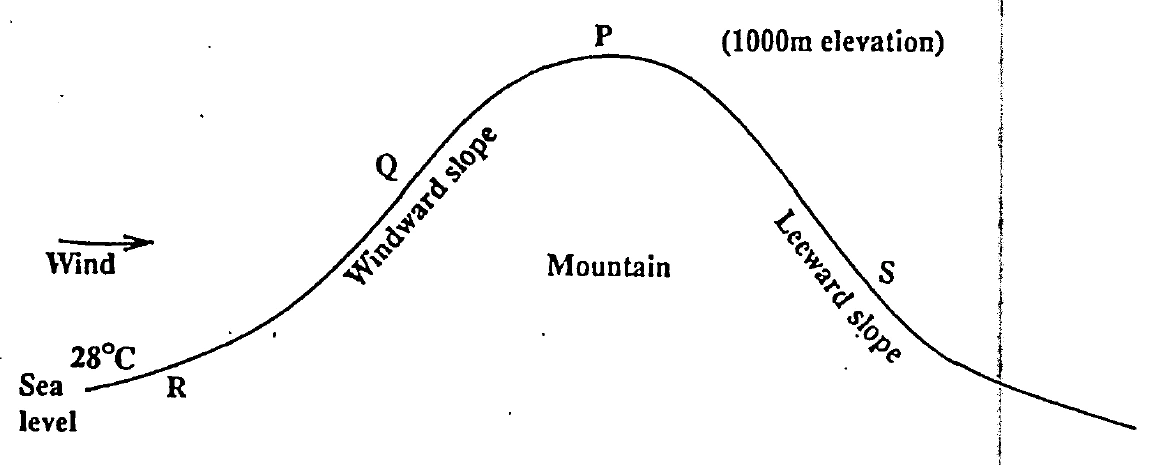 P
(1000m elevation)
Q
Windward slope
Wind
Mountain
Leeward slope
S
28°C
Sea
level
R